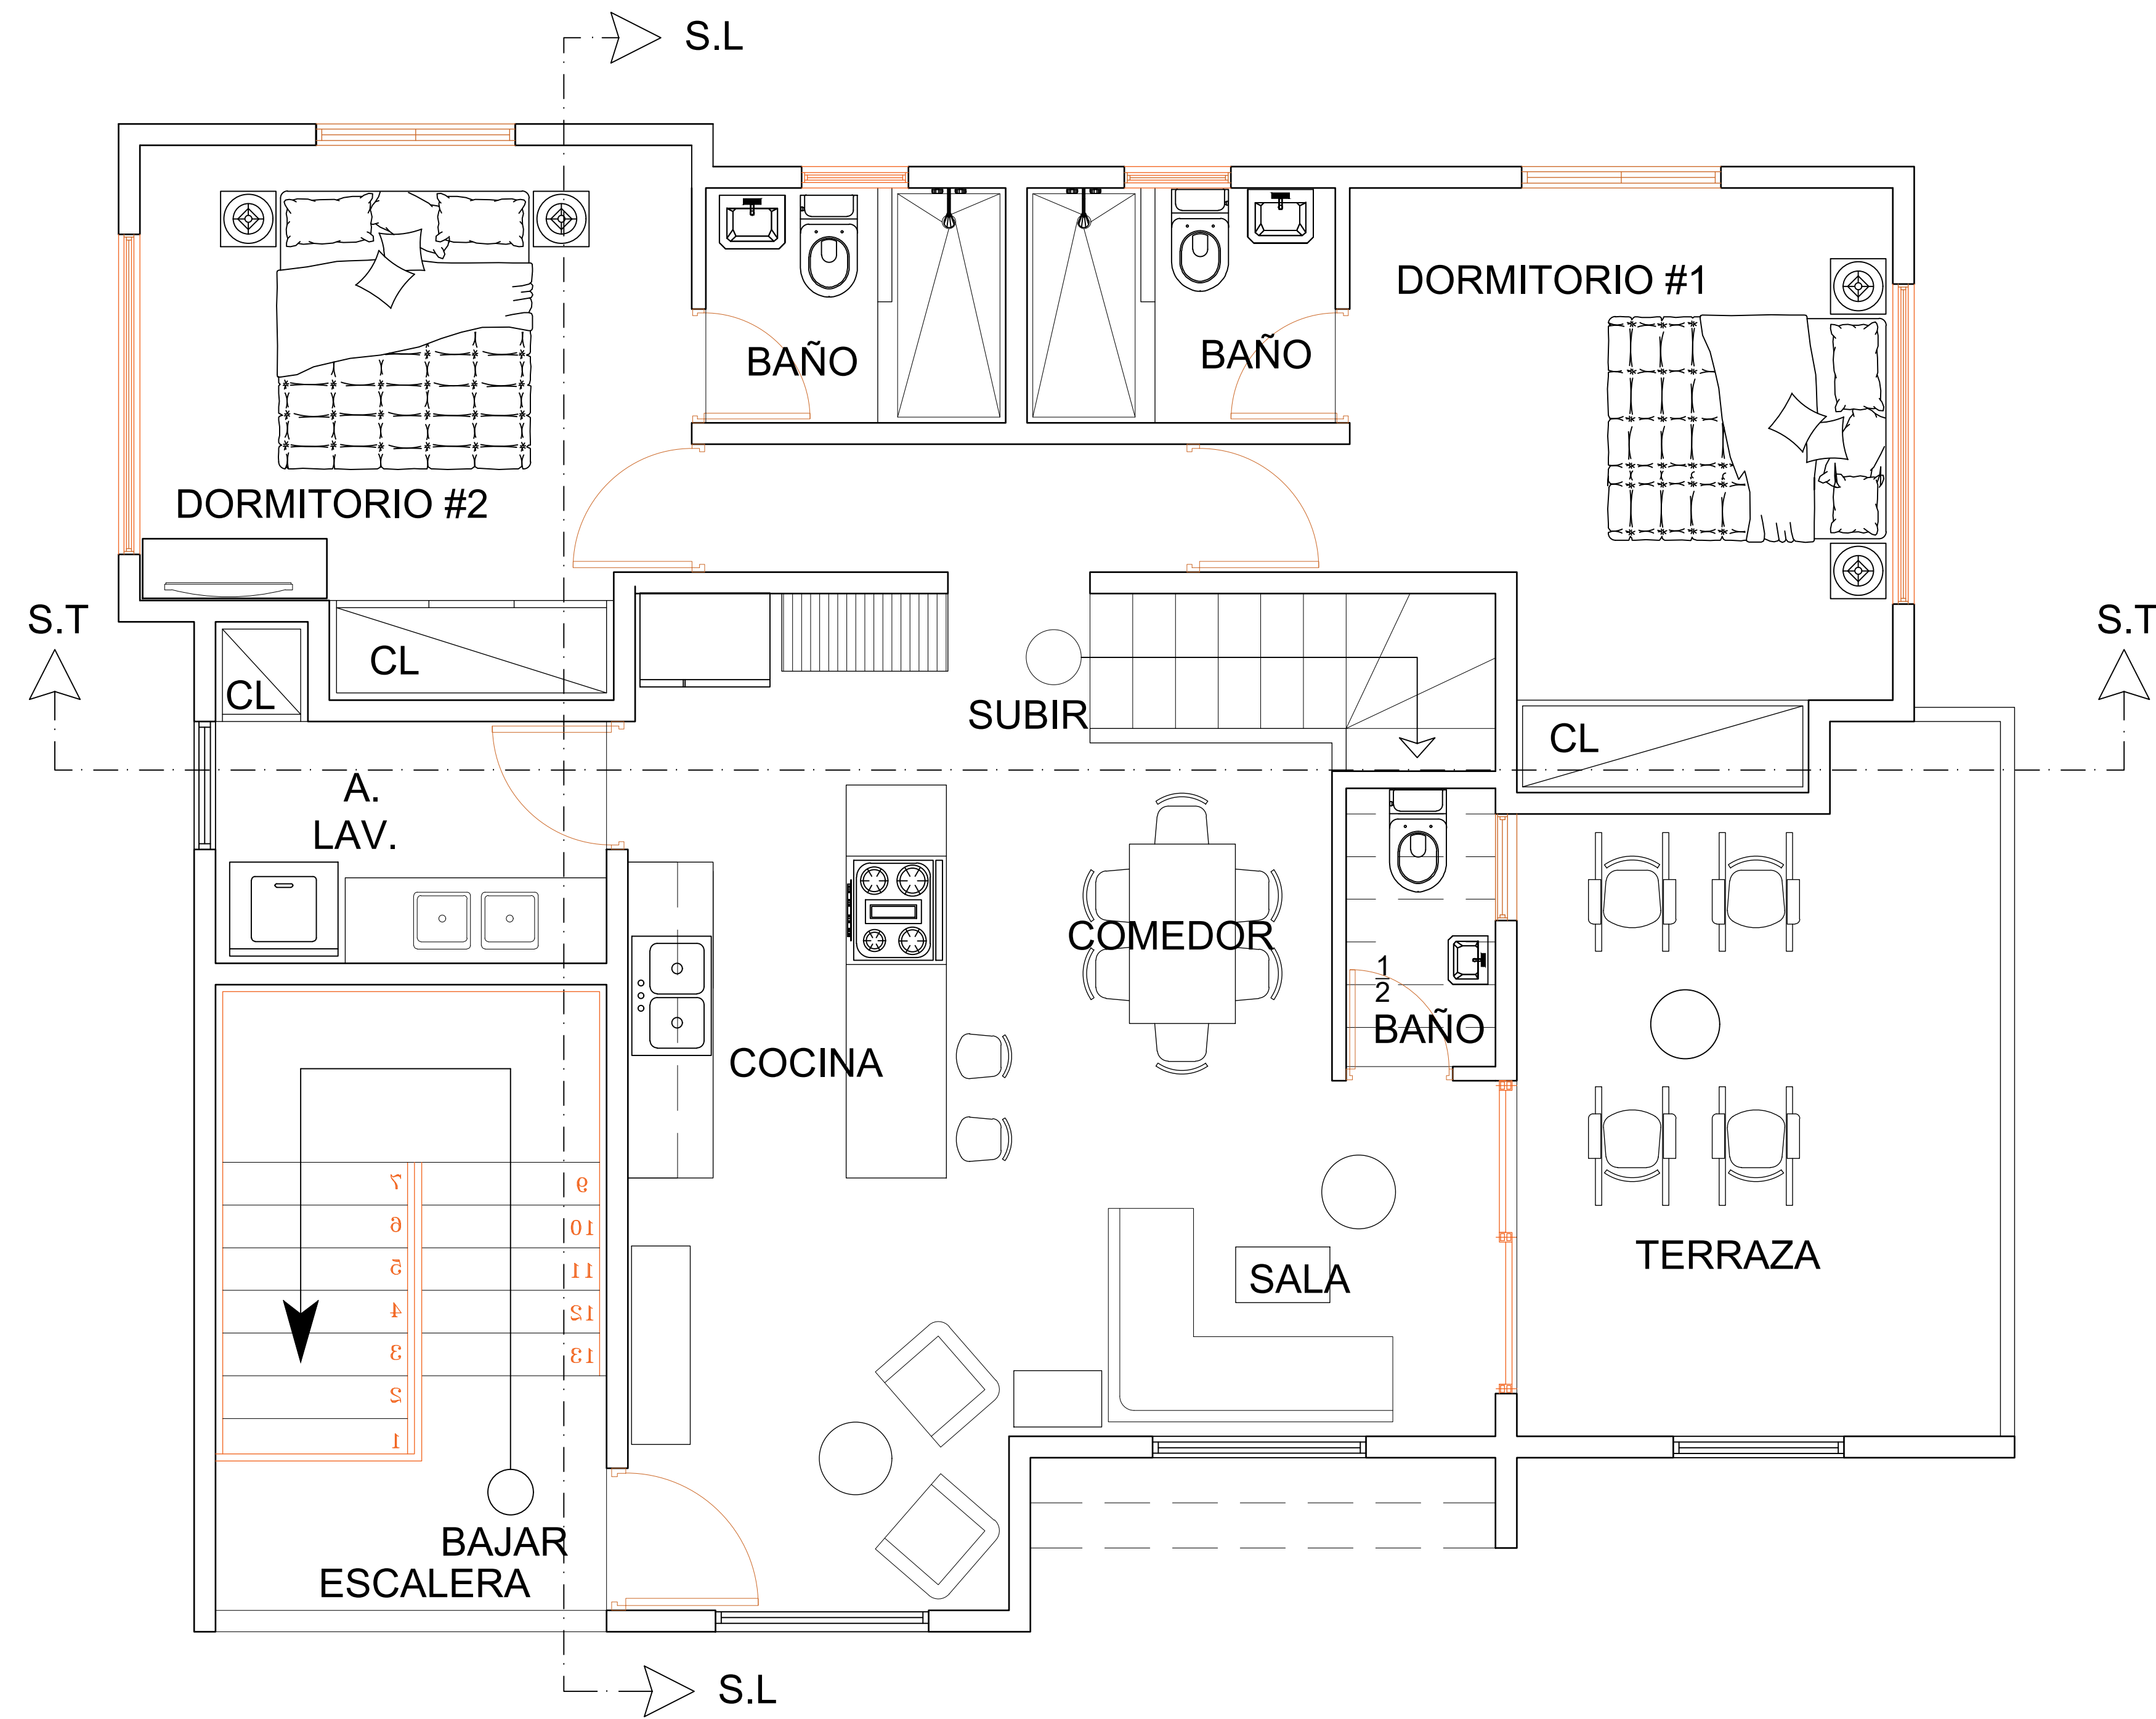 S.L
DORMITORIO #1
BAÑO
BAÑO
DORMITORIO #2
S.T
S.T
CL
CL
SUBIR
CL
A.
LAV.
COMEDOR
1
2
BAÑO
COCINA
7
9
6
10
5
11
4
12
3
13
2
1
TERRAZA
SALA
BAJAR
ESCALERA
S.L